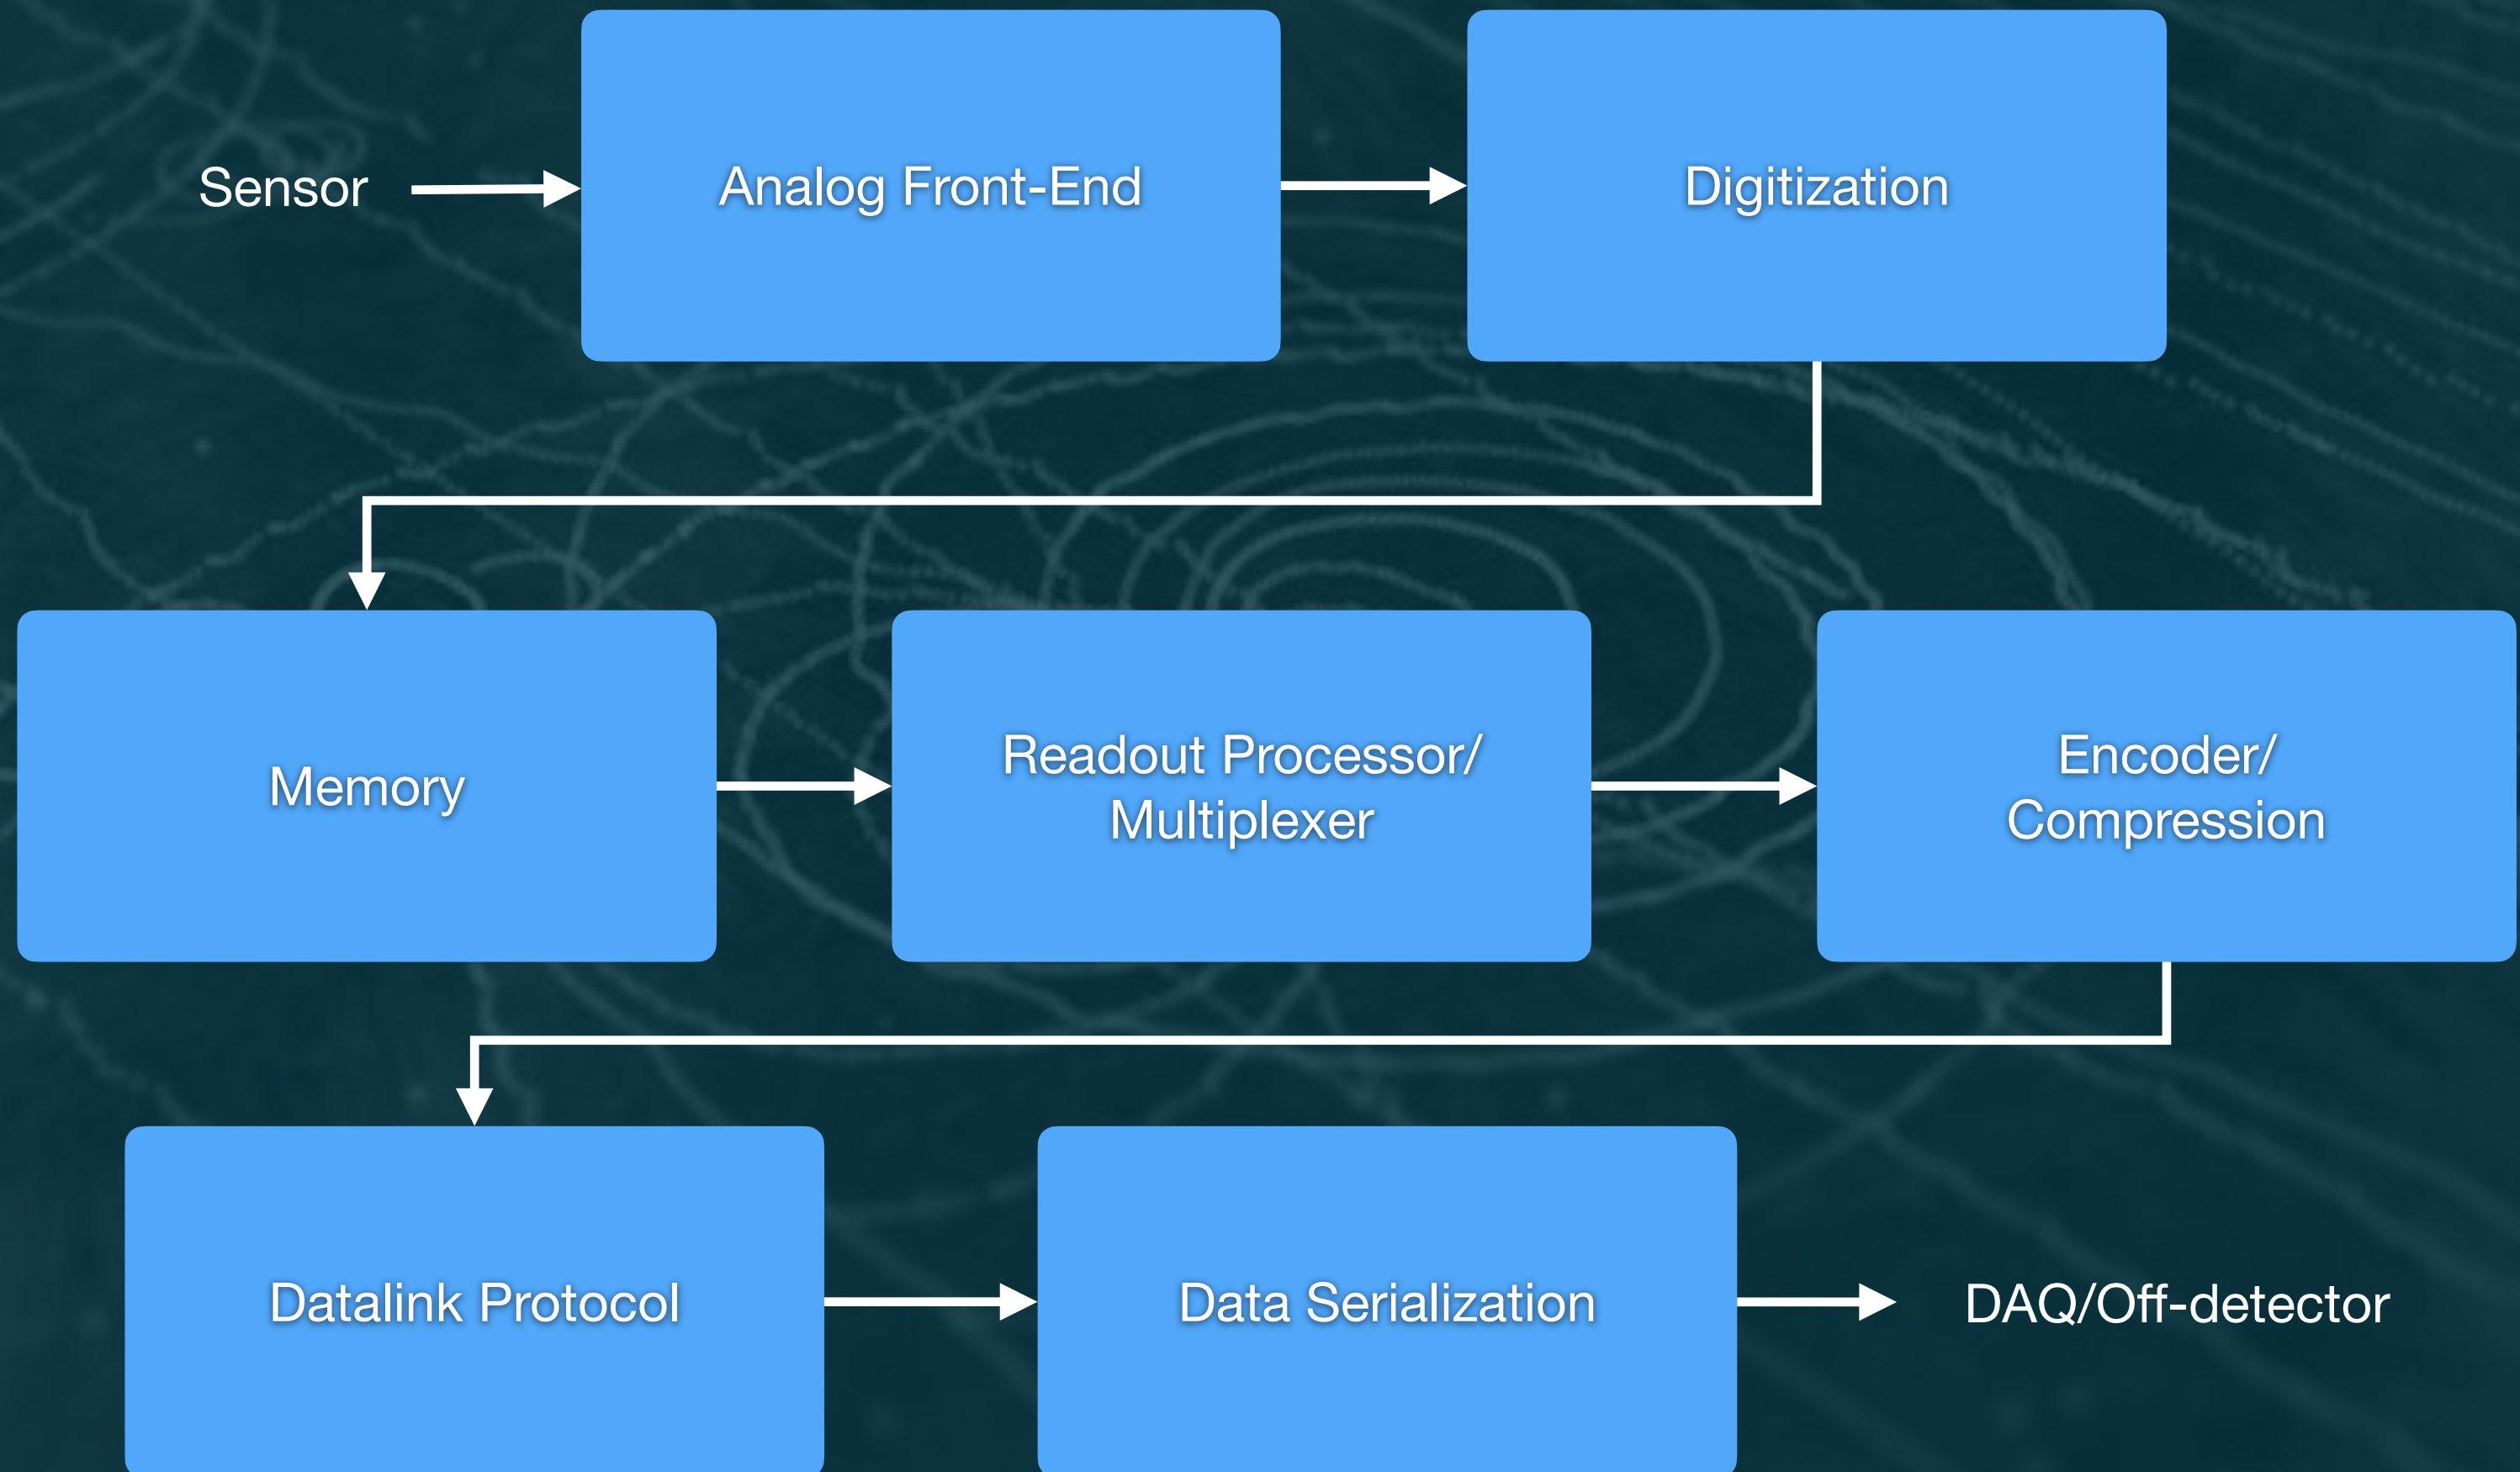 Sensor
Analog Front-End
Digitization
Memory
Readout Processor/
Multiplexer
Encoder/
Compression
Datalink Protocol
Data Serialization
DAQ/Off-detector